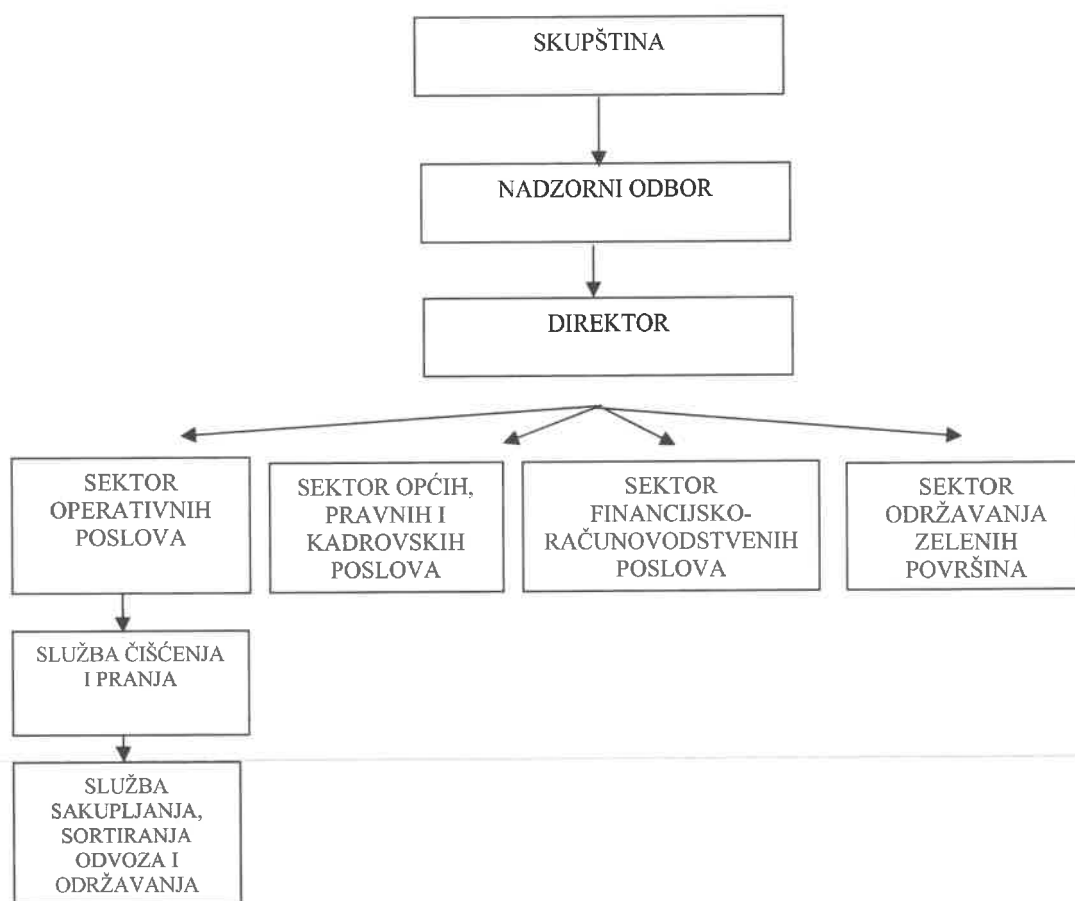 SKUPŠTINA
NADZORNI ODBOR
DIREKTOR
SEKTOR
OPERATIVNIH
POSLOVA
SEKTOR OPĆIH,
PRAVNIH I
KADROVSKIH
POSLOVA
SEKTOR
FINANCIJSKO-
RAČUNOVODSTVENIH
POSLOVA
SEKTOR
ODRŽAVANJA
ZELENIH
POVRŠINA
SLUŽBA ČIŠĆENJA
I PRANJA
SLUŽBA
SAKUPLJANJA,
SORTIRANJA
ODVOZA I
ODRŽAVANJA